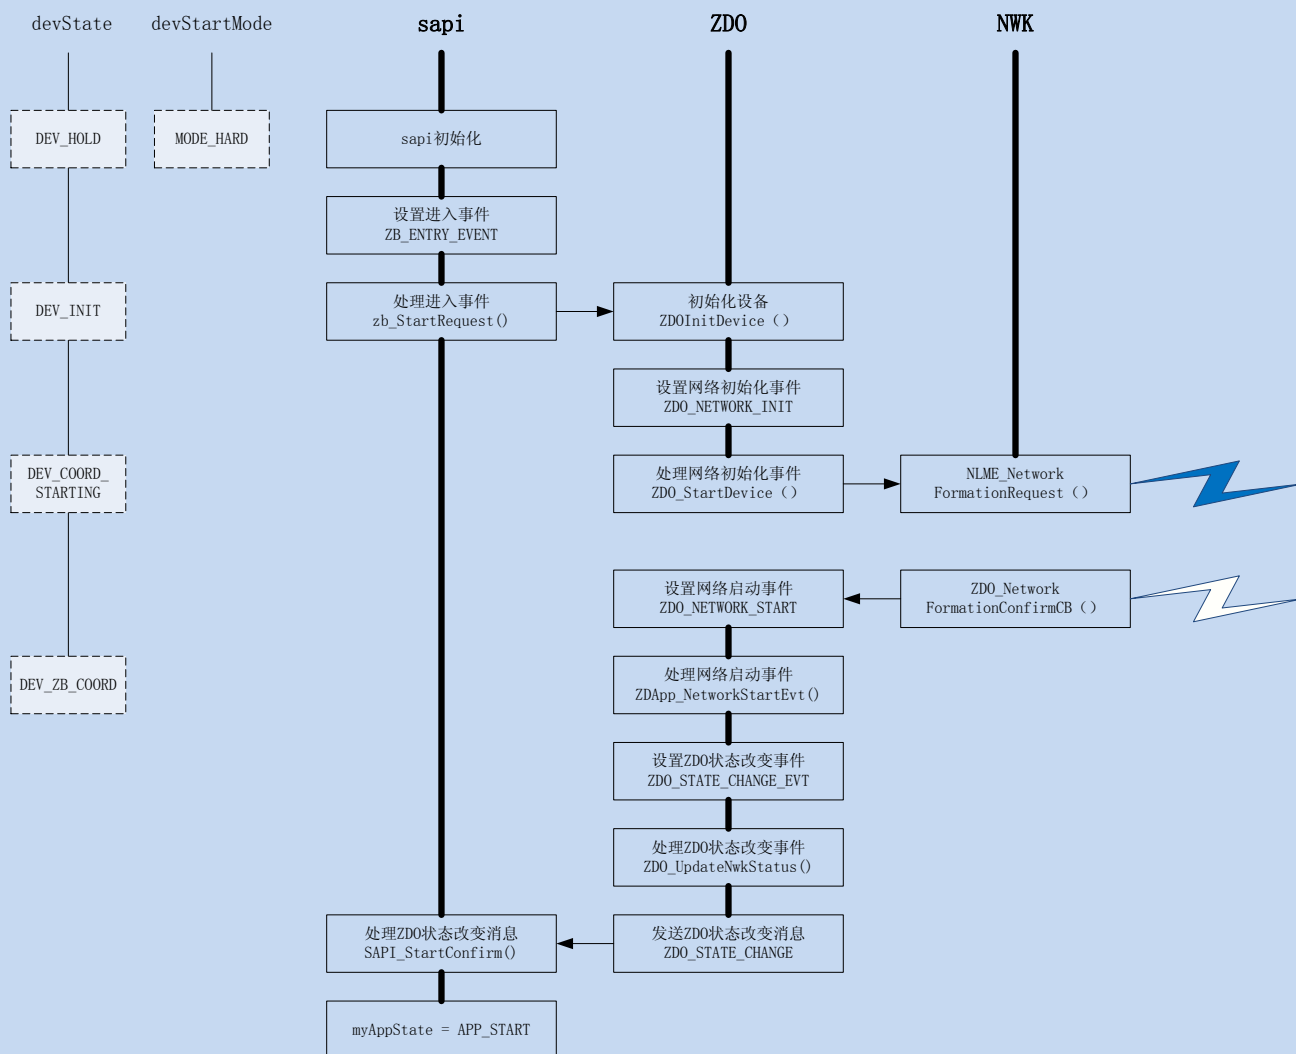 devState
devStartMode
sapi
ZDO
NWK
DEV_HOLD
MODE_HARD
sapi初始化
设置进入事件
ZB_ENTRY_EVENT
DEV_INIT
处理进入事件
zb_StartRequest()
初始化设备
ZDOInitDevice（）
设置网络初始化事件
ZDO_NETWORK_INIT
DEV_COORD_
STARTING
处理网络初始化事件
ZDO_StartDevice（）
NLME_Network
FormationRequest（）
设置网络启动事件
ZDO_NETWORK_START
ZDO_Network
FormationConfirmCB（）
DEV_ZB_COORD
处理网络启动事件
ZDApp_NetworkStartEvt()
设置ZDO状态改变事件
ZDO_STATE_CHANGE_EVT
处理ZDO状态改变事件
ZDO_UpdateNwkStatus()
处理ZDO状态改变消息
SAPI_StartConfirm()
发送ZDO状态改变消息
ZDO_STATE_CHANGE
myAppState = APP_START